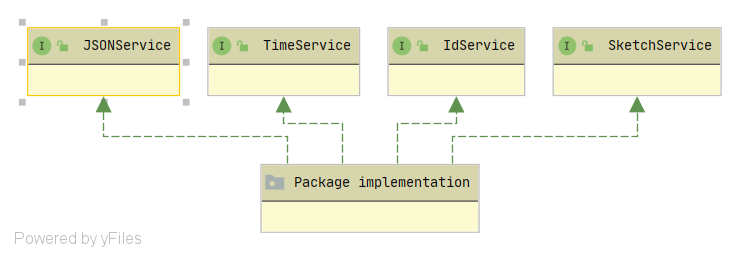 I JSONService
I TimeService
I IdService
I SketchService
Package implementation
Powered by yFiles